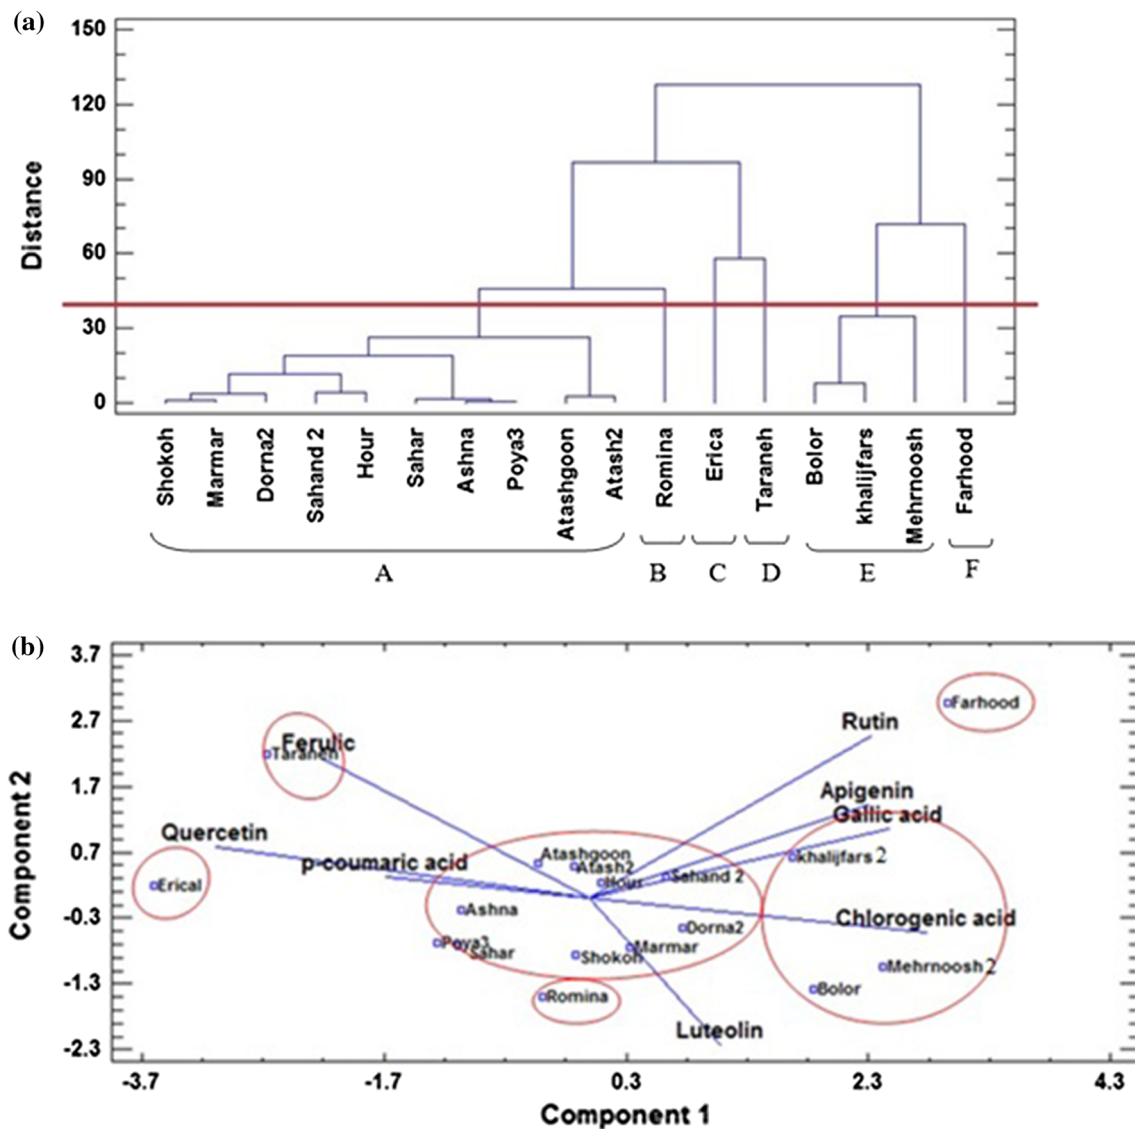 (a)
150
120
90
60
30
0
Distance
Shokoh
Marmar
Dorna2
Sahand 2
Hour
Sahar
Ashna
Poya3
Atashgoon
Atash2
Romina
Erica
Taraneh
Bolor
khalijfars
Mehrnoosh
Farhood
A
B
C
D
E
F
(b)
3.7
2.7
1.7
0.7
-0.3
-1.3
-2.3
Component 2
Farhood
Rutin
Ferulic
Taraneh
Apigenin
Gallic acid
Quercetin
p-coumaric acid
Atashgoon
Atash2
Hour
Sahand 2
khalijfars 2
Erical
Ashna
Chlorogenic acid
Dorna2
Poya3
Sahar
Shokoh
Marmar
Mehrnoosh 2
Bolor
Romina
Luteolin
-3.7
-1.7
0.3
2.3
4.3
Component 1